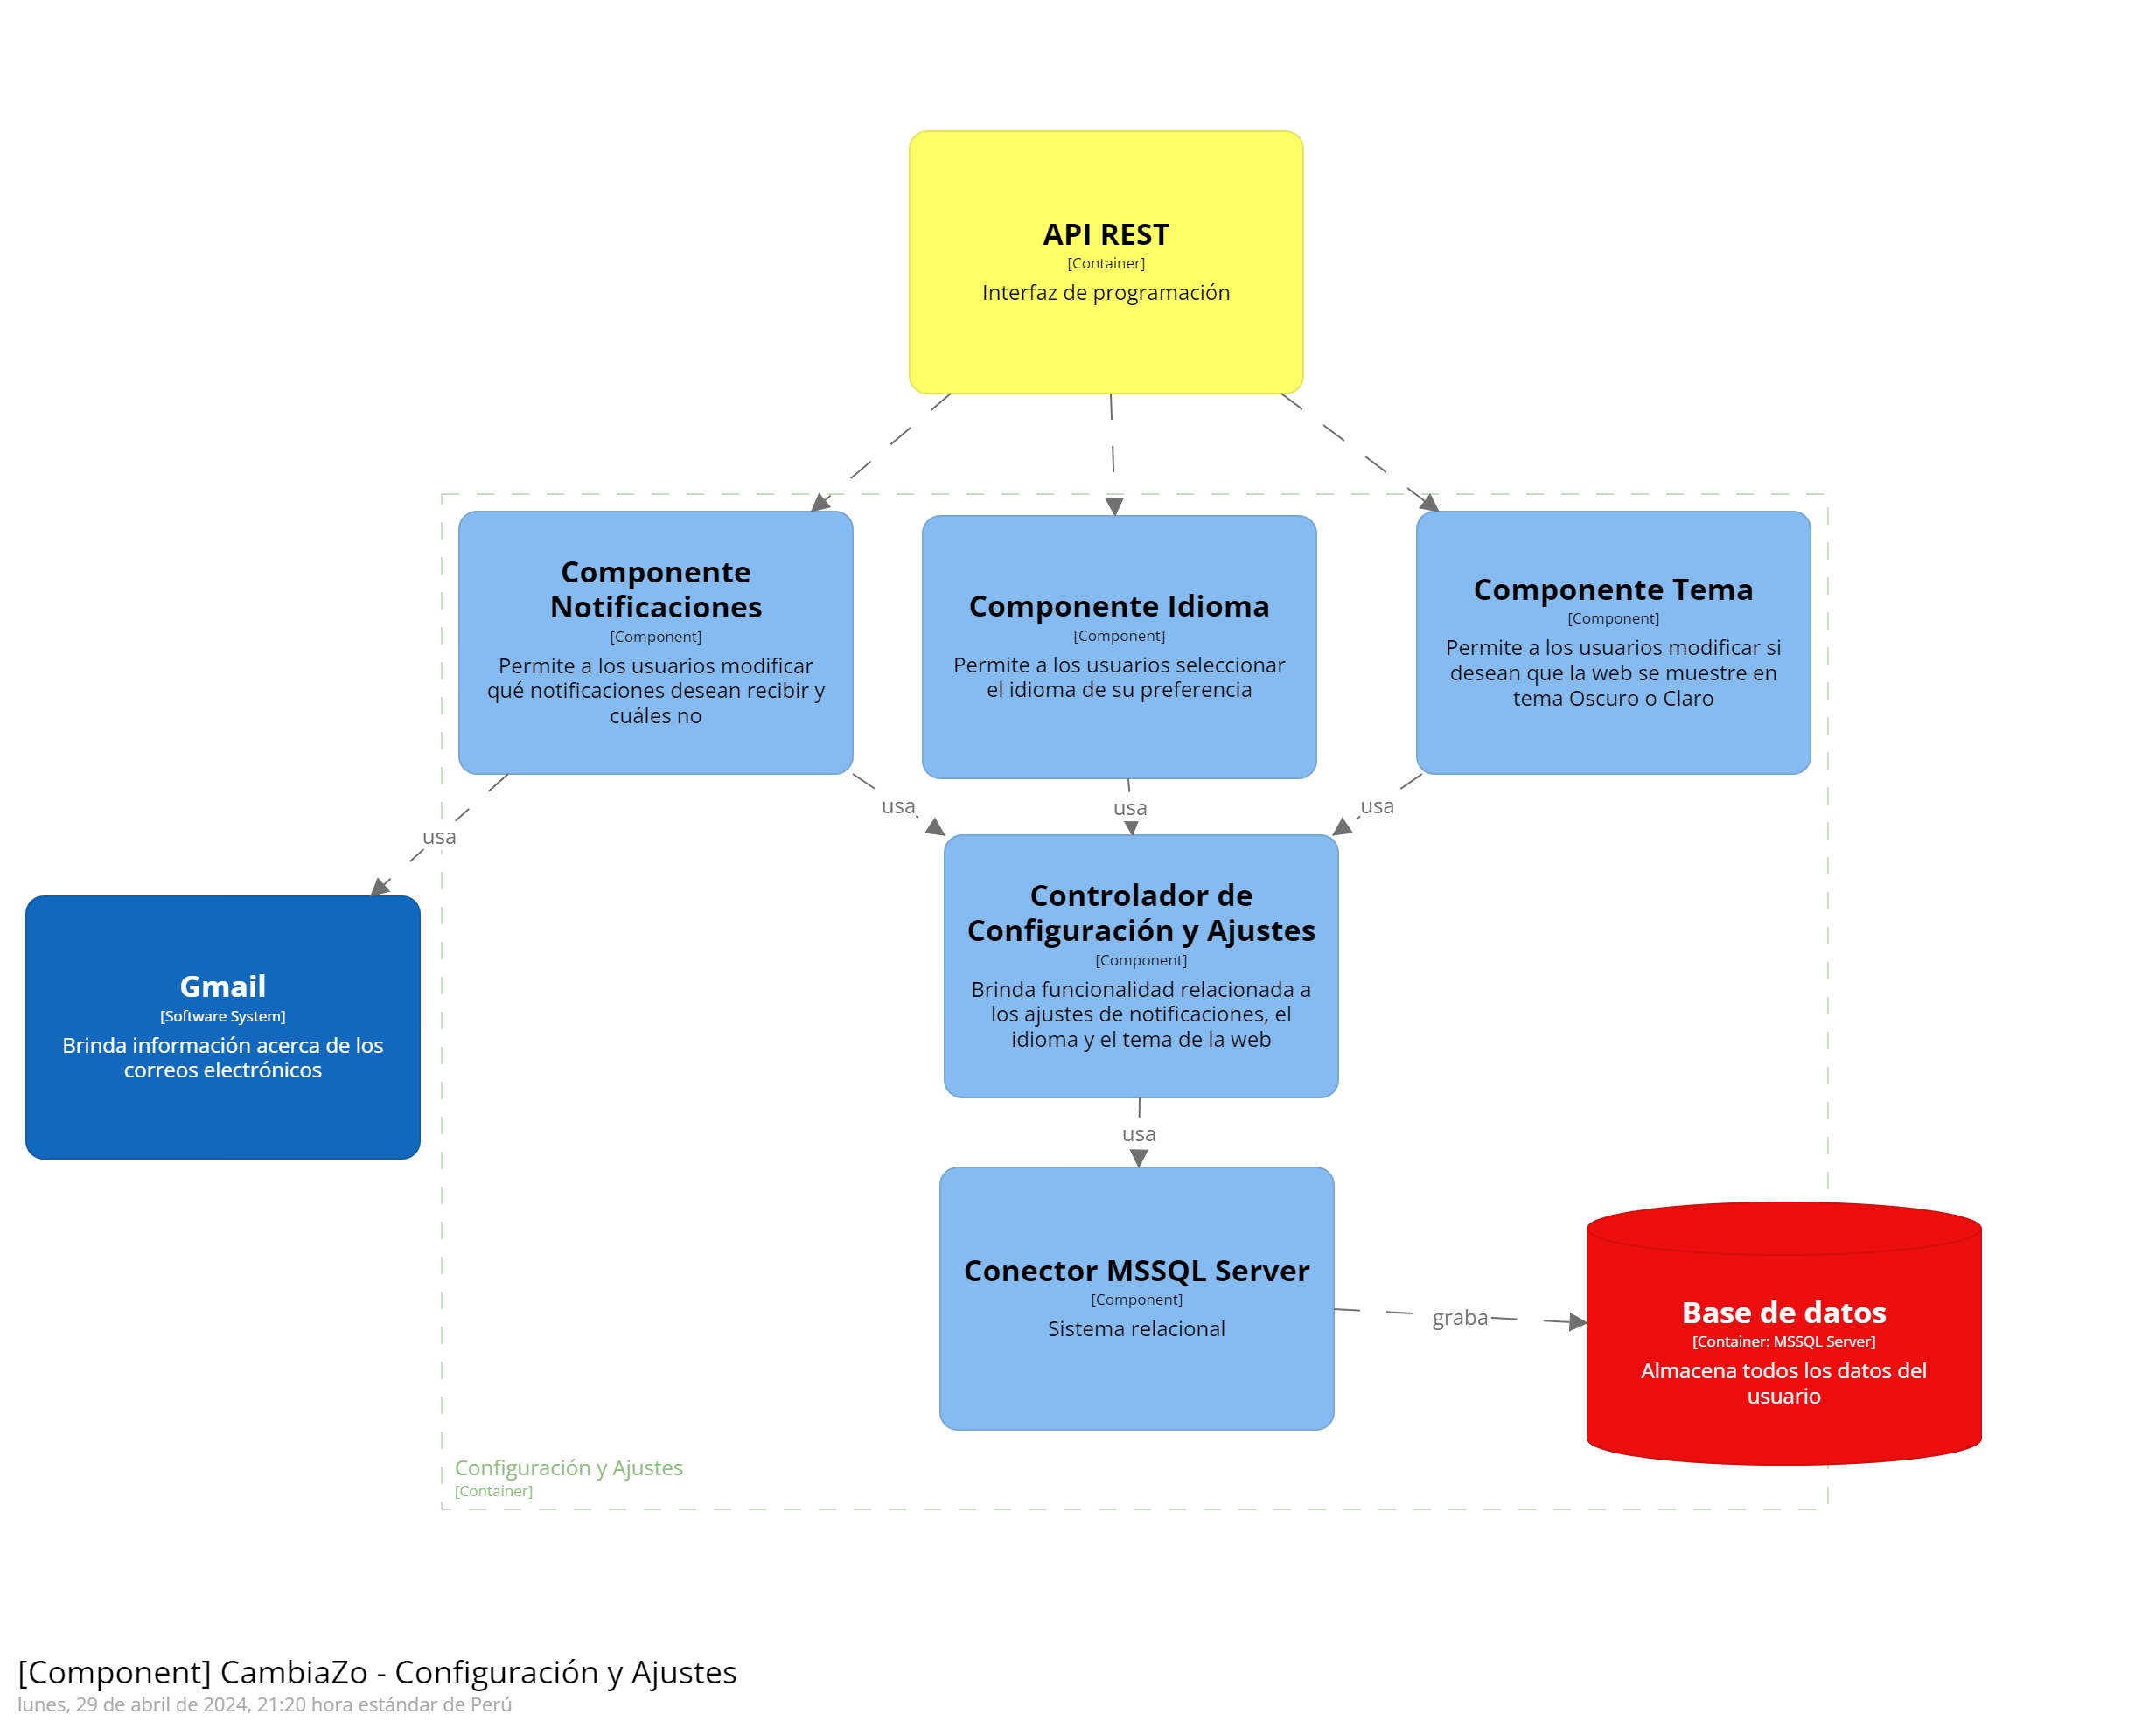 API REST
[Container]
Interfaz de programación
Componente
Notificaciones
[Component]
Permite a los usuarios modificar
qué notificaciones desean recibir y
cuáles no
Componente Idioma
[Component]
Permite a los usuarios seleccionar
el idioma de su preferencia
Componente Tema
[Component]
Permite a los usuarios modificar si
desean que la web se muestre en
tema Oscuro o Claro
usa
usa
usa
usa
Gmail
[Software System]
Brinda información acerca de los
correos electrónicos
Controlador de
Configuración y Ajustes
[Component]
Brinda funcionalidad relacionada a
los ajustes de notificaciones, el
idioma y el tema de la web
usa
Conector MSSQL Server
[Component]
Sistema relacional
graba
Base de datos
[Container: MSSQL Server]
Almacena todos los datos del
usuario
Configuración y Ajustes
[Container]
[Component] CambiaZo - Configuración y Ajustes
lunes, 29 de abril de 2024, 21:20 hora estándar de Perú